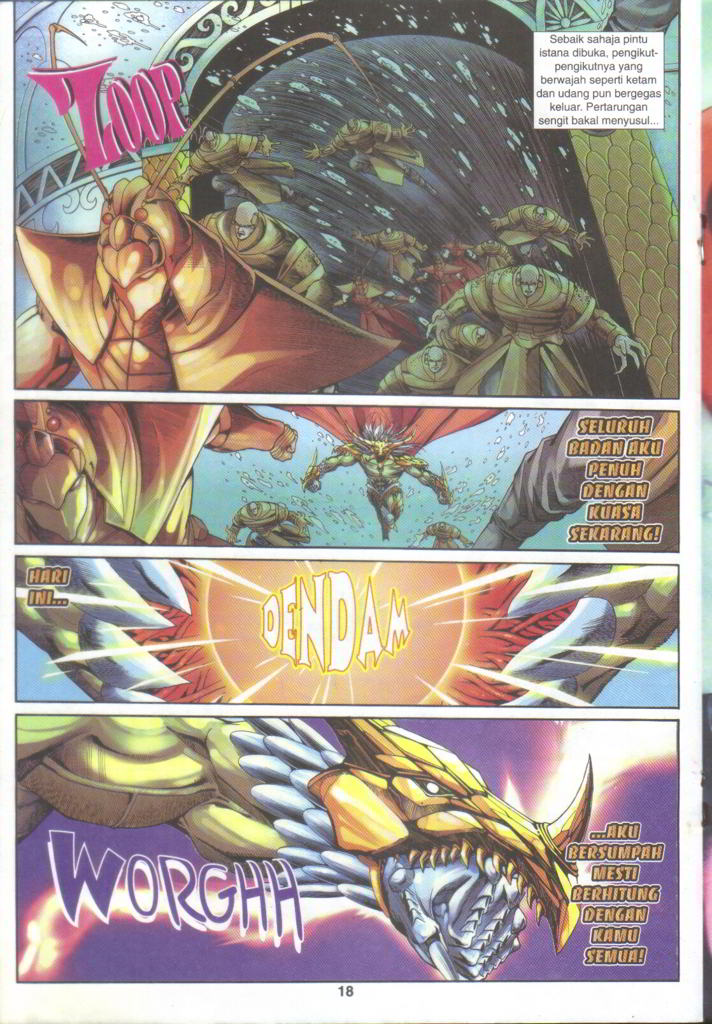 Sebaik sahaja pintu
istana dibuka, pengikut-
pengikutnya yang
berwajah seperti ketam
dan udang pun bergegas
keluar. Pertarungan
sengit bakal menyusul...
ZOOP
SELURUH
BADAN AKU
PENUH
DENGAN
KUASA
SEKARANG!
HARI
INI...
DENDAM
WORGHH
...AKU
BERSUMPAH
MESTI
BERHITUNG
DENGAN
KAMU
SEMUA!
18